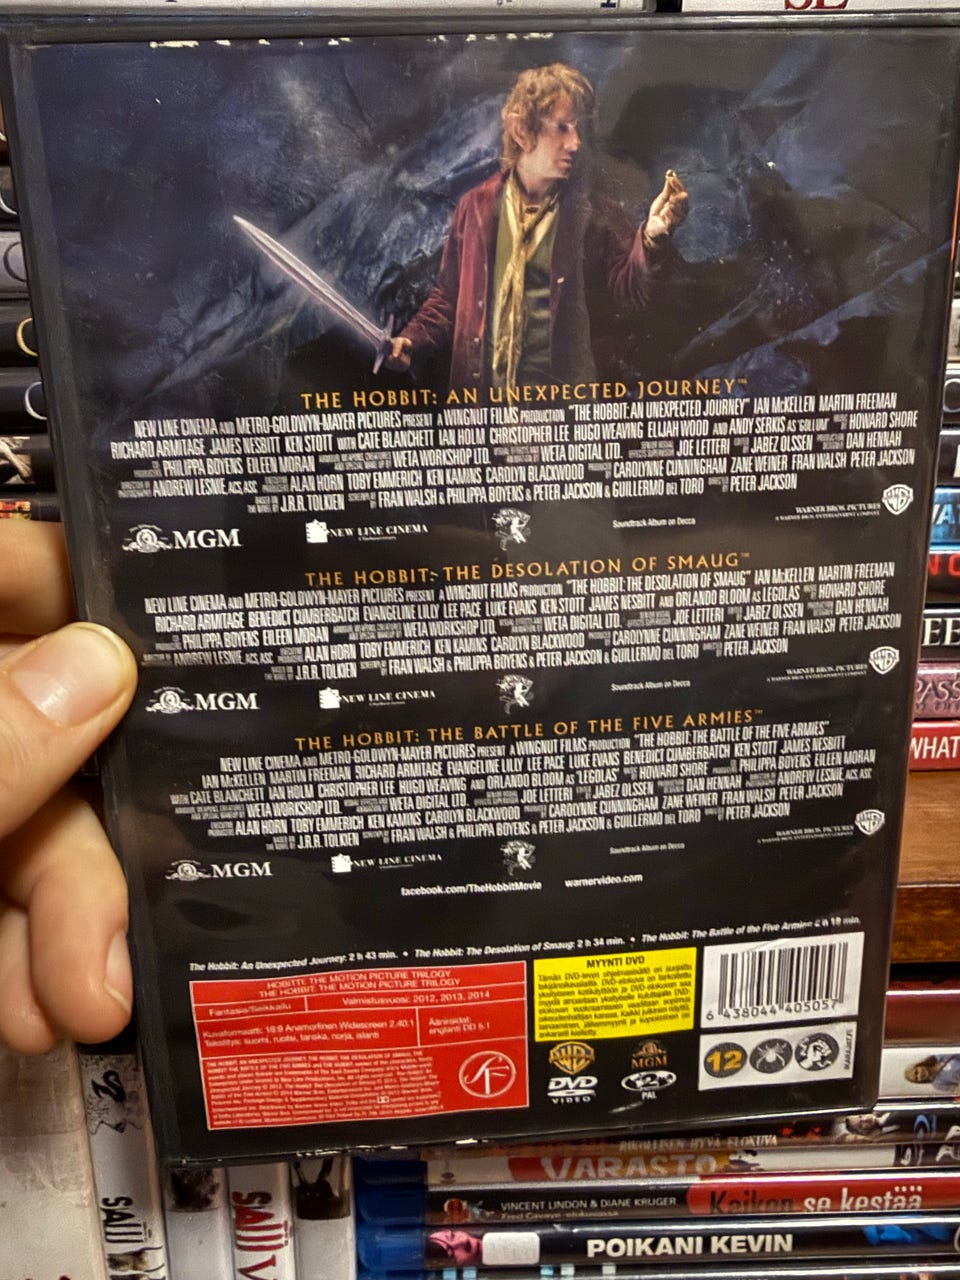 THE HOBBIT: AN UNEXPECTED JOURNEY™
NEW LINE CINEMA AND METRO-GOLDWYN-MAYER PICTURES PRESENT A WINGNUT FILMS PRODUCTION "THE HOBBIT: AN UNEXPECTED JOURNEY" IAN McKELLEN MARTIN FREEMAN
RICHARD ARMITAGE JAMES NESBITT KEN STOTT WITH CATE BLANCHETT IAN HOLM CHRISTOPHER LEE HUGO WEAVING ELIJAH WOOD AND ANDY SERKIS AS "GOLLUM" HOWARD SHORE
PHILIPPA BOYENS EILEEN MORAN WETA WORKSHOP LTD. WETA DIGITAL LTD. JOE LETTERI JABEZ OLSSEN DAN HENNAH
ANDREW LESNIE, ACS, ASC ALAN HORN TOBY EMMERICH KEN KAMINS CAROLYN BLACKWOOD CAROLYNNE CUNNINGHAM ZANE WEINER FRAN WALSH PETER JACKSON
J.R.R. TOLKIEN FRAN WALSH & PHILIPPA BOYENS & PETER JACKSON & GUILLERMO DEL TORO PETER JACKSON
MGM NEW LINE CINEMA Soundtrack Album on Decca WARNER BROS. PICTURES
THE HOBBIT: THE DESOLATION OF SMAUG™
NEW LINE CINEMA AND METRO-GOLDWYN-MAYER PICTURES PRESENT A WINGNUT FILMS PRODUCTION "THE HOBBIT: THE DESOLATION OF SMAUG" IAN McKELLEN MARTIN FREEMAN
RICHARD ARMITAGE BENEDICT CUMBERBATCH EVANGELINE LILLY LEE PACE LUKE EVANS KEN STOTT JAMES NESBITT AND ORLANDO BLOOM AS "LEGOLAS" HOWARD SHORE
PHILIPPA BOYENS EILEEN MORAN WETA WORKSHOP LTD. WETA DIGITAL LTD. JOE LETTERI JABEZ OLSSEN DAN HENNAH
ANDREW LESNIE, ACS, ASC ALAN HORN TOBY EMMERICH KEN KAMINS CAROLYN BLACKWOOD CAROLYNNE CUNNINGHAM ZANE WEINER FRAN WALSH PETER JACKSON
J.R.R. TOLKIEN FRAN WALSH & PHILIPPA BOYENS & PETER JACKSON & GUILLERMO DEL TORO PETER JACKSON
MGM NEW LINE CINEMA Soundtrack Album on Decca WARNER BROS. PICTURES
THE HOBBIT: THE BATTLE OF THE FIVE ARMIES™
NEW LINE CINEMA AND METRO-GOLDWYN-MAYER PICTURES PRESENT A WINGNUT FILMS PRODUCTION "THE HOBBIT: THE BATTLE OF THE FIVE ARMIES"
IAN McKELLEN MARTIN FREEMAN RICHARD ARMITAGE EVANGELINE LILLY LEE PACE LUKE EVANS BENEDICT CUMBERBATCH KEN STOTT JAMES NESBITT
WITH CATE BLANCHETT IAN HOLM CHRISTOPHER LEE HUGO WEAVING AND ORLANDO BLOOM AS "LEGOLAS" HOWARD SHORE PHILIPPA BOYENS EILEEN MORAN
WETA WORKSHOP LTD. WETA DIGITAL LTD. JOE LETTERI JABEZ OLSSEN DAN HENNAH ANDREW LESNIE, ACS, ASC
ALAN HORN TOBY EMMERICH KEN KAMINS CAROLYN BLACKWOOD CAROLYNNE CUNNINGHAM ZANE WEINER FRAN WALSH PETER JACKSON
J.R.R. TOLKIEN FRAN WALSH & PHILIPPA BOYENS & PETER JACKSON & GUILLERMO DEL TORO PETER JACKSON
MGM NEW LINE CINEMA Soundtrack Album on Decca WARNER BROS. PICTURES
facebook.com/TheHobbitMovie warnervideo.com
The Hobbit: An Unexpected Journey: 2 h 43 min. • The Hobbit: The Desolation of Smaug: 2 h 34 min. • The Hobbit: The Battle of the Five Armies: 2 h 18 min.
HOBITTI: THE MOTION PICTURE TRILOGY
THE HOBBIT: THE MOTION PICTURE TRILOGY
Fantasia/Seikkailu Valmistusvuosi: 2012, 2013, 2014
Kuvaformaatti: 16:9 Anamorfinen Widescreen 2.40:1
Tekstitys: suomi, ruotsi, tanska, norja, islanti
Ääniraidat:
englanti DD 5.1
SF
MYYNTI DVD
DVD
VIDEO
MGM
2
PAL
6 438044 405057
12
SAW
SAW V
VARASTO
VINCENT LINDON & DIANE KRUGER
Kaiken se kestää
POIKANI KEVIN
WHAT